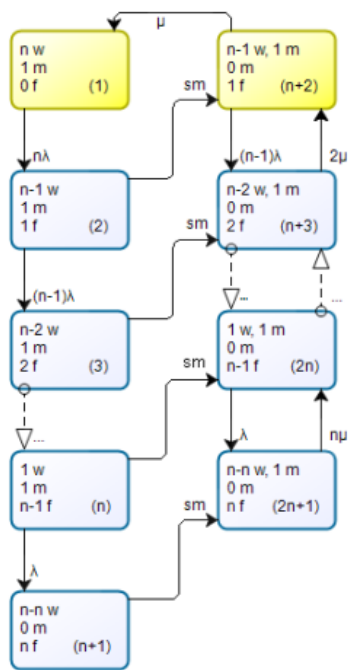 μ
n w
1 m
0 f (1)
n-1 w, 1 m
0 m
1 f (n+2)
sm
nλ
(n-1)λ
2μ
n-1 w
1 m
1 f (2)
n-2 w, 1 m
0 m
2 f (n+3)
sm
(n-1)λ
...
...
n-2 w
1 m
2 f (3)
1 w, 1 m
0 m
n-1 f (2n)
sm
...
λ
nμ
1 w
1 m
n-1 f (n)
n-n w, 1 m
0 m
n f (2n+1)
sm
λ
n-n w
0 m
n f (n+1)